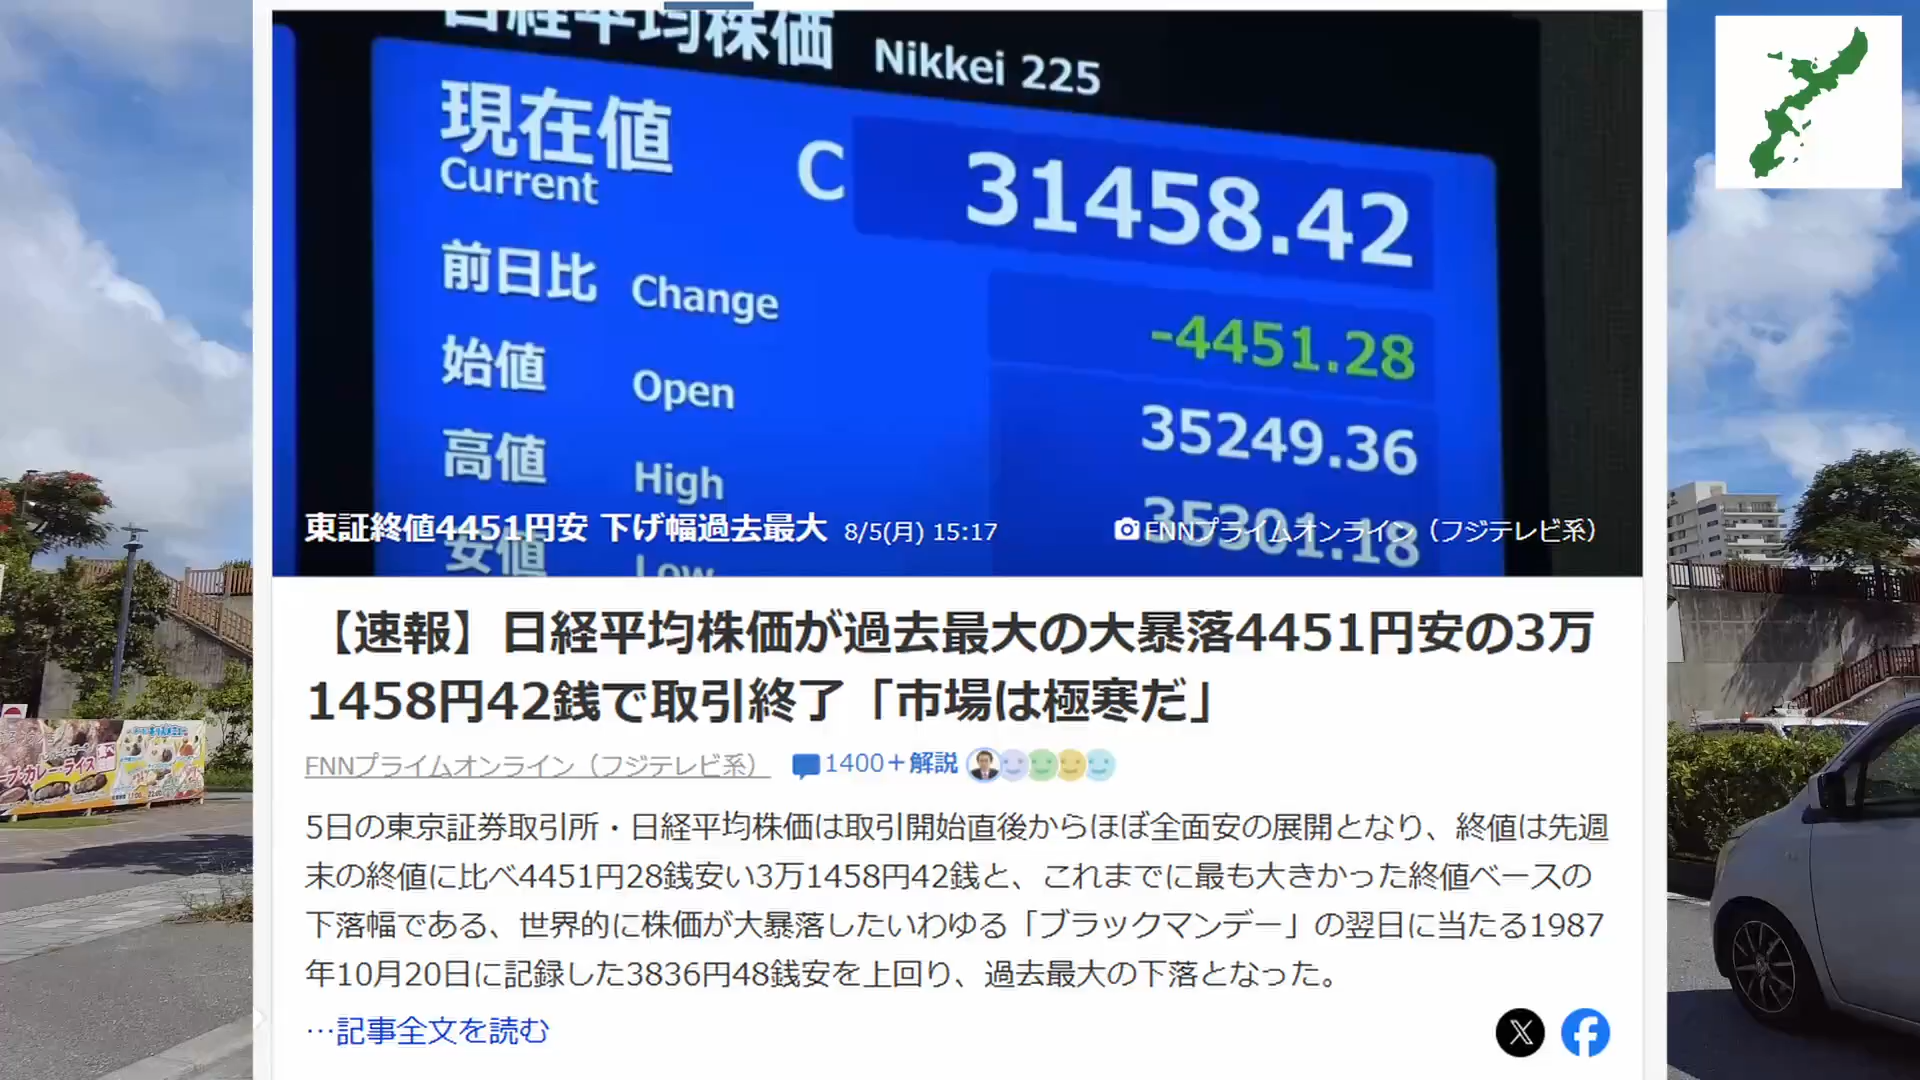 日経平均株価 Nikkei 225
現在値
Current
C 31458.42
前日比 Change -4451.28
始値 Open 35249.36
高値 High 35301.18
安値 Low
東証終値4451円安 下げ幅過去最大 8/5(月) 15:17
FNNプライムオンライン（フジテレビ系）
【速報】日経平均株価が過去最大の大暴落4451円安の3万
1458円42銭で取引終了「市場は極寒だ」
FNNプライムオンライン（フジテレビ系） 1400＋解説
5日の東京証券取引所・日経平均株価は取引開始直後からほぼ全面安の展開となり、終値は先週
末の終値に比べ4451円28銭安い3万1458円42銭と、これまでに最も大きかった終値ベースの
下落幅である、世界的に株価が大暴落したいわゆる「ブラックマンデー」の翌日に当たる1987
年10月20日に記録した3836円48銭安を上回り、過去最大の下落となった。
…記事全文を読む
カレーライス